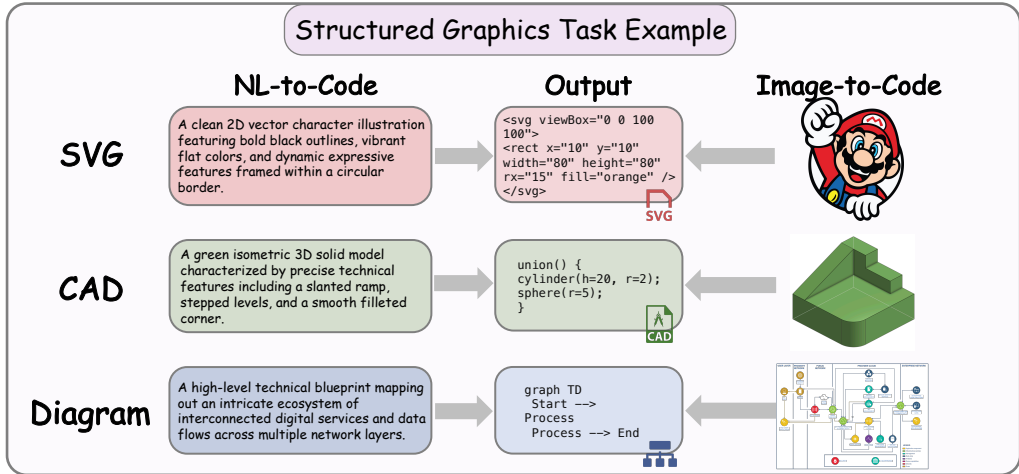 Structured Graphics Task Example
NL-to-Code
Output
Image-to-Code
SVG
A clean 2D vector character illustration
featuring bold black outlines, vibrant
flat colors, and dynamic expressive
features framed within a circular
border.
<svg viewBox="0 0 100
100">
<rect x="10" y="10"
width="80" height="80"
rx="15" fill="orange" />
</svg>
SVG
M
CAD
A green isometric 3D solid model
characterized by precise technical
features including a slanted ramp,
stepped levels, and a smooth filleted
corner.
union() {
cylinder(h=20, r=2);
sphere(r=5);
}
CAD
Diagram
A high-level technical blueprint mapping
out an intricate ecosystem of
interconnected digital services and data
flows across multiple network layers.
graph TD
Start -->
Process
Process --> End